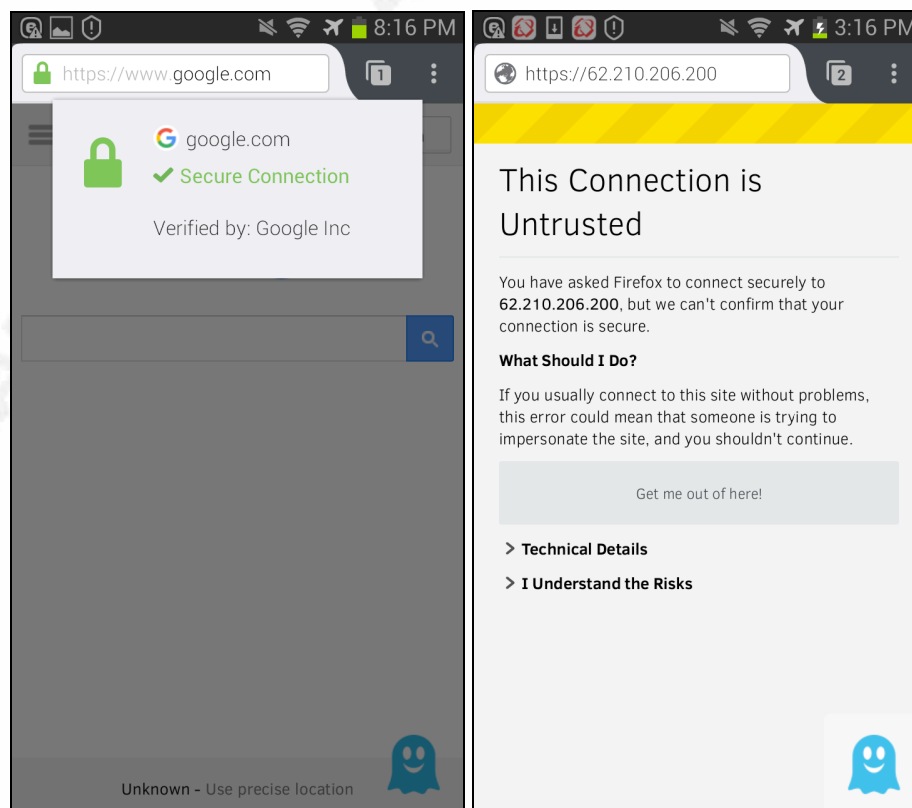 8:16 PM
https://www.google.com
1
google.com
Secure Connection
Verified by: Google Inc
Unknown - Use precise location
3:16 PM
https://62.210.206.200
2
This Connection is
Untrusted
You have asked Firefox to connect securely to
62.210.206.200, but we can't confirm that your
connection is secure.
What Should I Do?
If you usually connect to this site without problems,
this error could mean that someone is trying to
impersonate the site, and you shouldn't continue.
Get me out of here!
Technical Details
I Understand the Risks